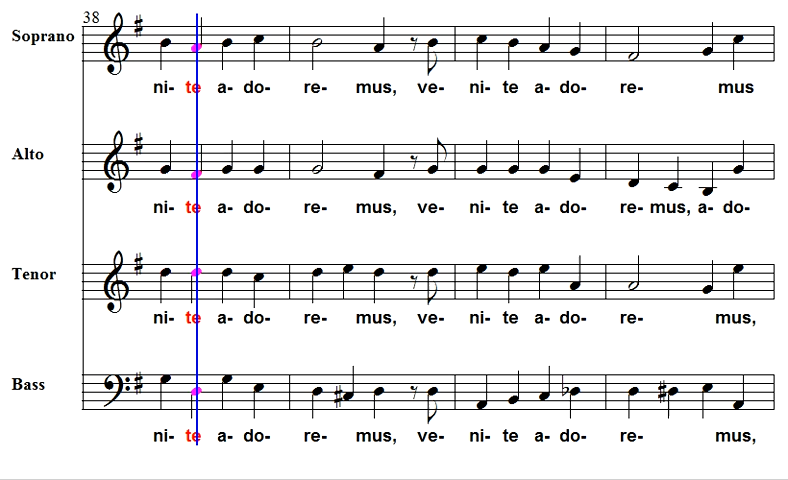 38
Soprano
ni- te a- do- re- mus, ve- ni- te a- do- re- mus
Alto
ni- te a- do- re- mus, ve- ni- te a- do- re- mus, a- do-
Tenor
ni- te a- do- re- mus, ve- ni- te a- do- re- mus,
Bass
ni- te a- do- re- mus, ve- ni- te a- do- re- mus,